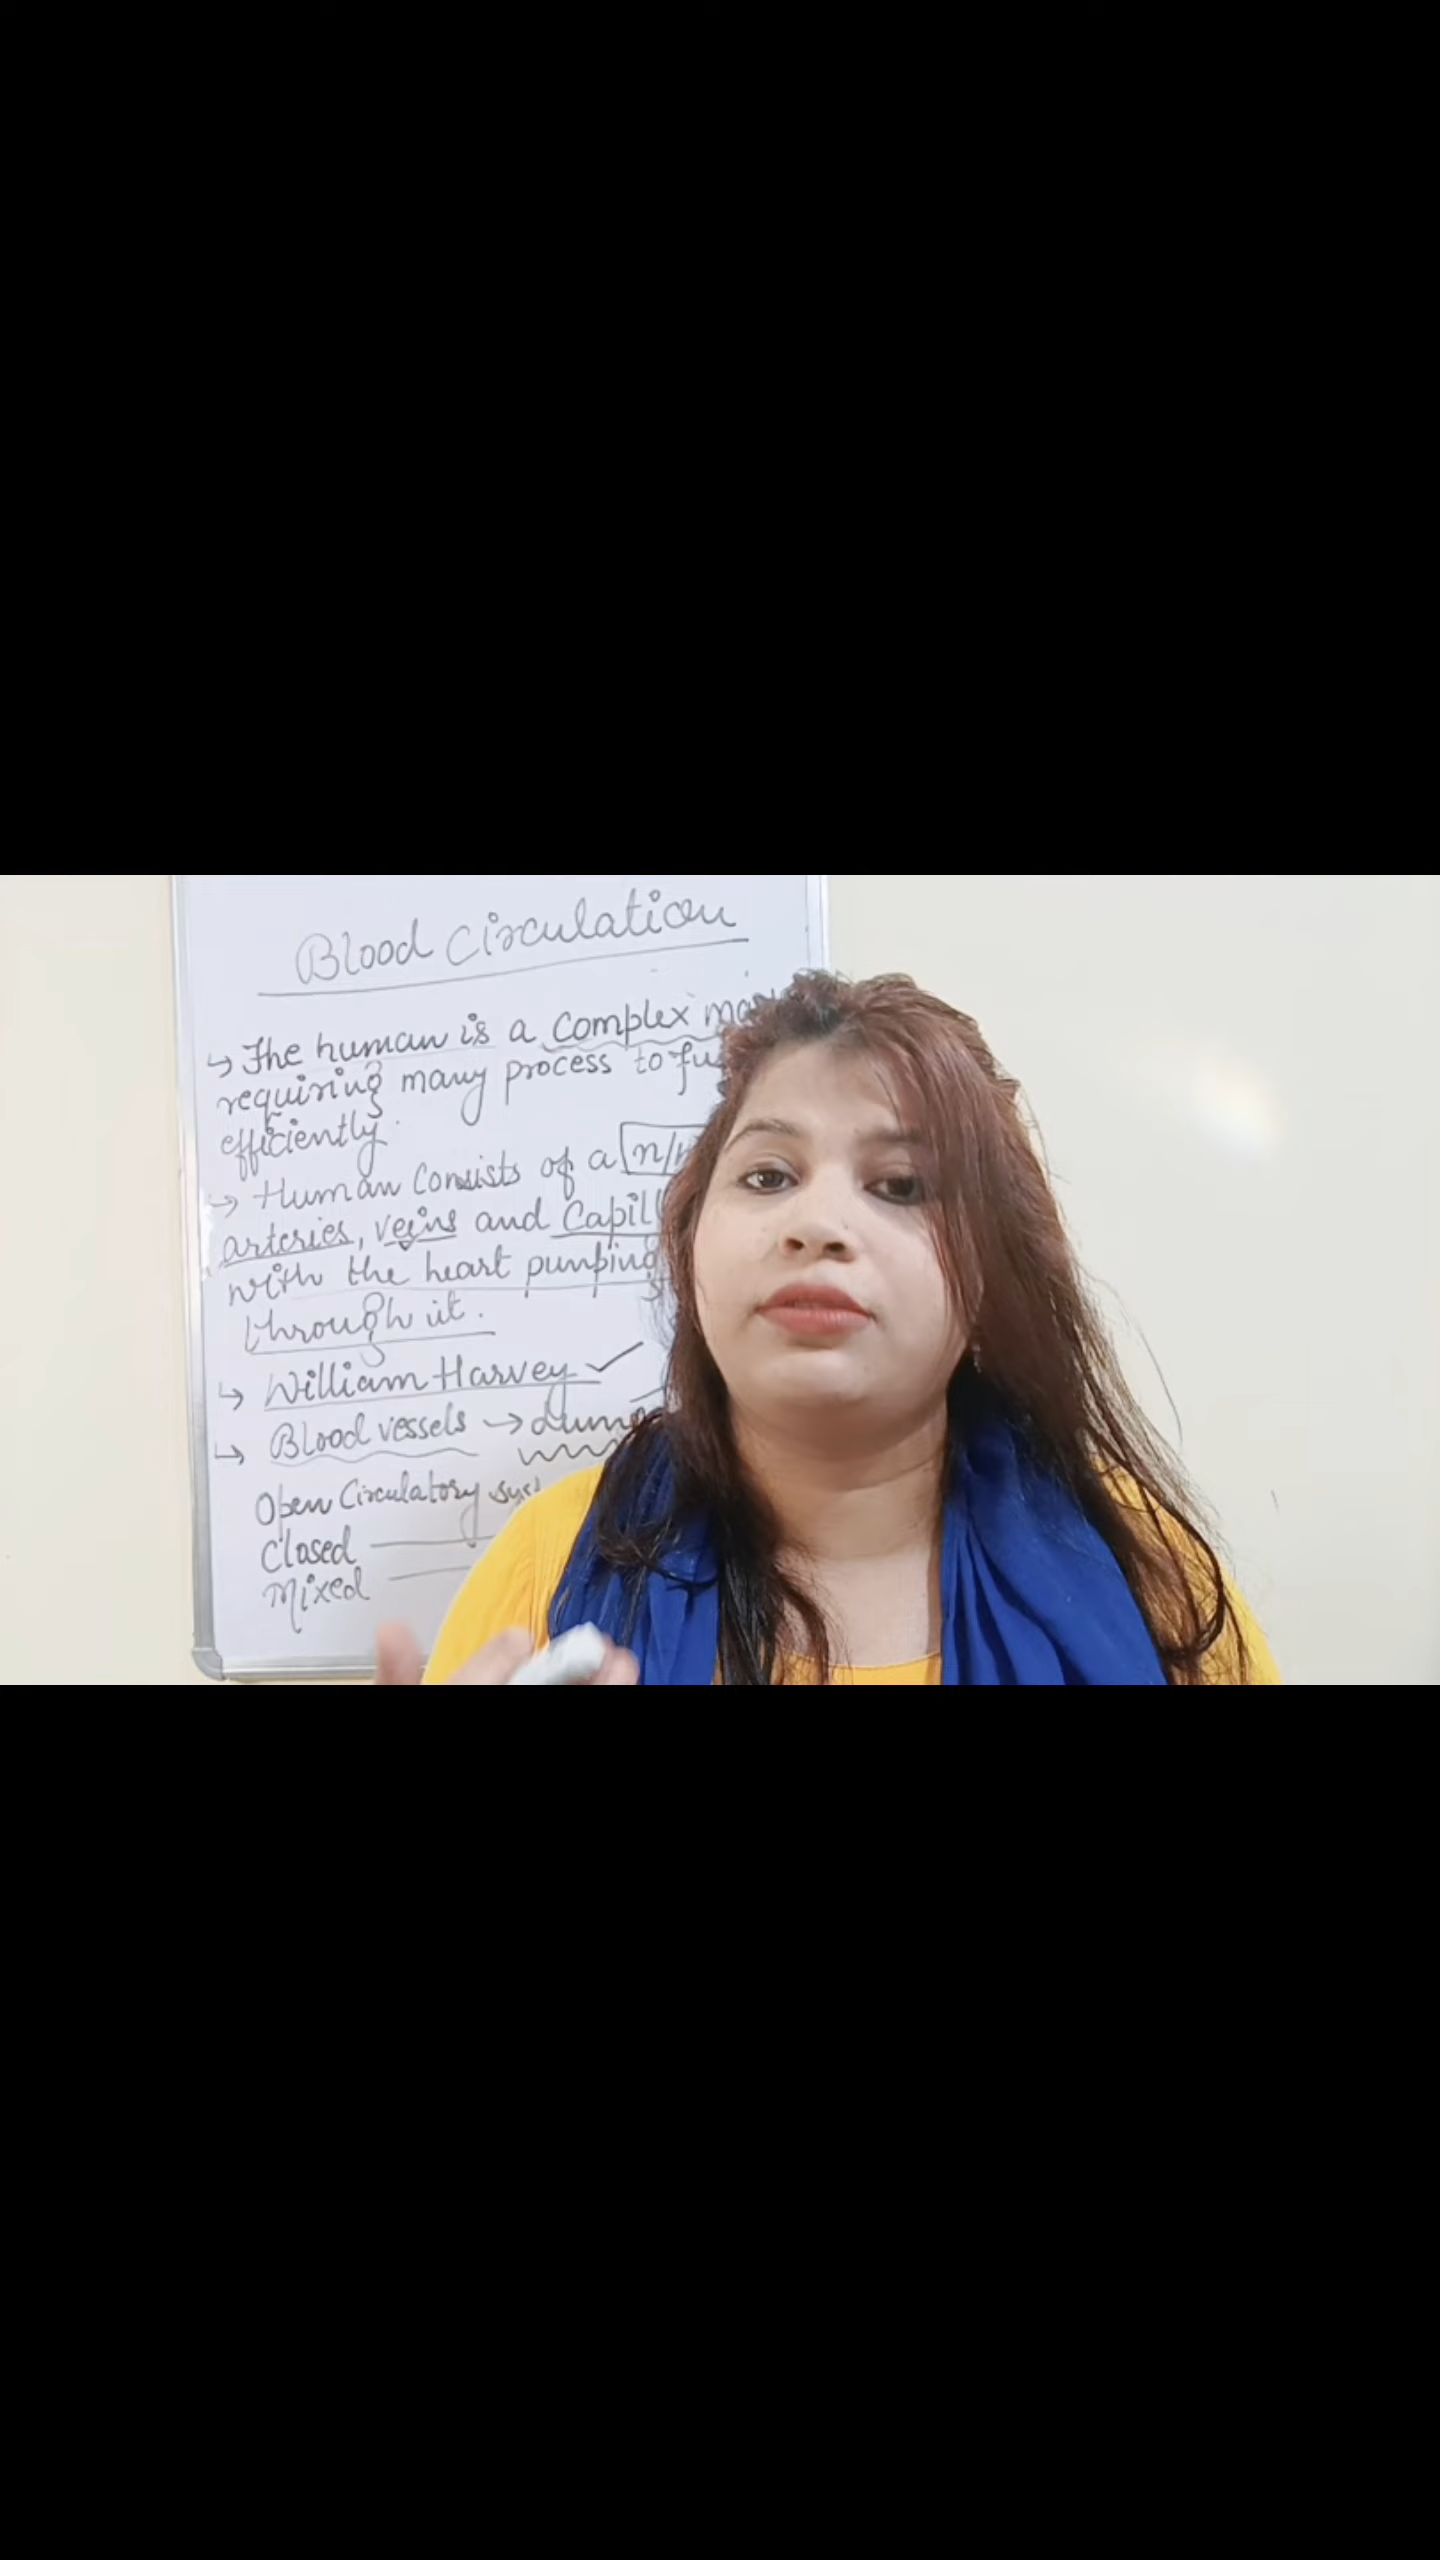 Blood Circulation
↳ The human is a complex
requiring many process to
efficiently.
→ Human Consists of a
arteries, veins and
with the heart punping
through it.
↳ William Harvey ✓
↳ Blood vessels →
Open Circulatory
Closed
Mixed